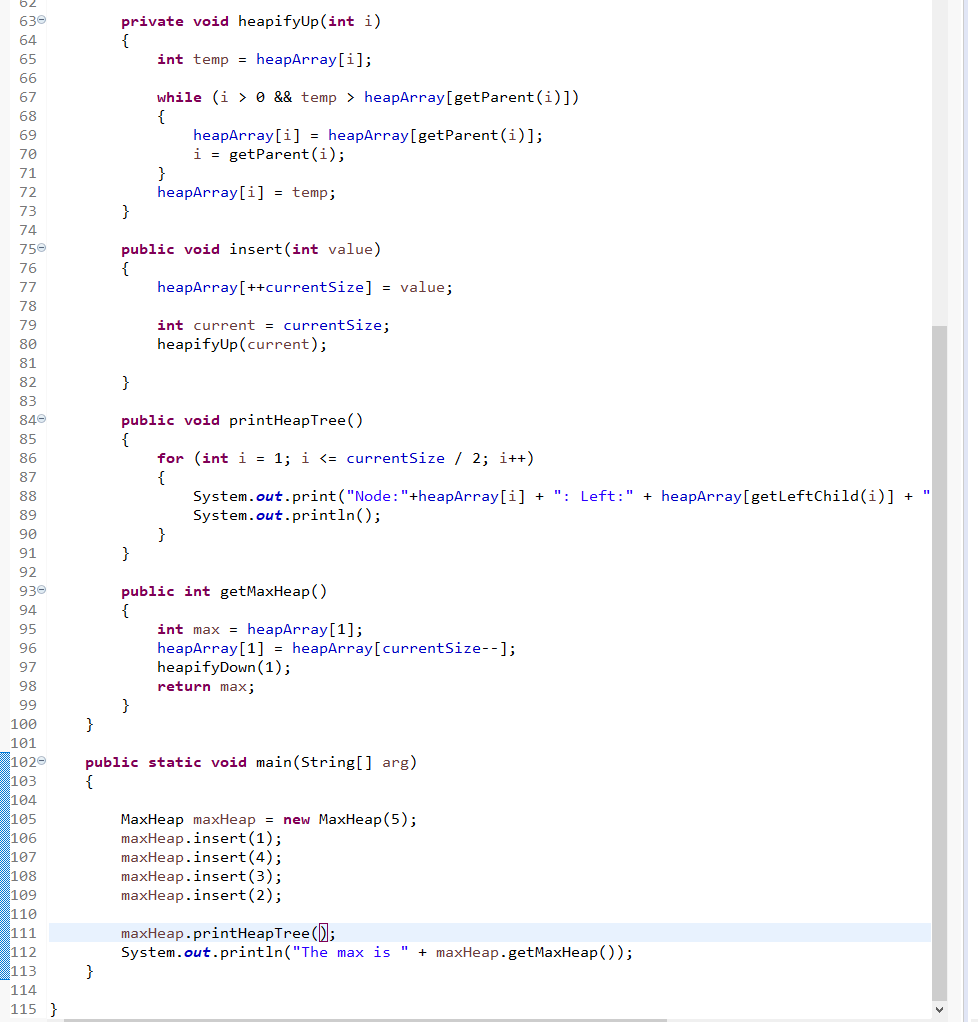 62
63 private void heapifyUp(int i)
64 {
65 int temp = heapArray[i];
66
67 while (i > 0 && temp > heapArray[getParent(i)])
68 {
69 heapArray[i] = heapArray[getParent(i)];
70 i = getParent(i);
71 }
72 heapArray[i] = temp;
73 }
74
75 public void insert(int value)
76 {
77 heapArray[++currentSize] = value;
78
79 int current = currentSize;
80 heapifyUp(current);
81
82 }
83
84 public void printHeapTree()
85 {
86 for (int i = 1; i <= currentSize / 2; i++)
87 {
88 System.out.print("Node:"+heapArray[i] + ": Left:" + heapArray[getLeftChild(i)] + "
89 System.out.println();
90 }
91 }
92
93 public int getMaxHeap()
94 {
95 int max = heapArray[1];
96 heapArray[1] = heapArray[currentSize--];
97 heapifyDown(1);
98 return max;
99 }
100 }
101
102 public static void main(String[] arg)
103 {
104
105 MaxHeap maxHeap = new MaxHeap(5);
106 maxHeap.insert(1);
107 maxHeap.insert(4);
108 maxHeap.insert(3);
109 maxHeap.insert(2);
110
111 maxHeap.printHeapTree();
112 System.out.println("The max is " + maxHeap.getMaxHeap());
113 }
114
115 }